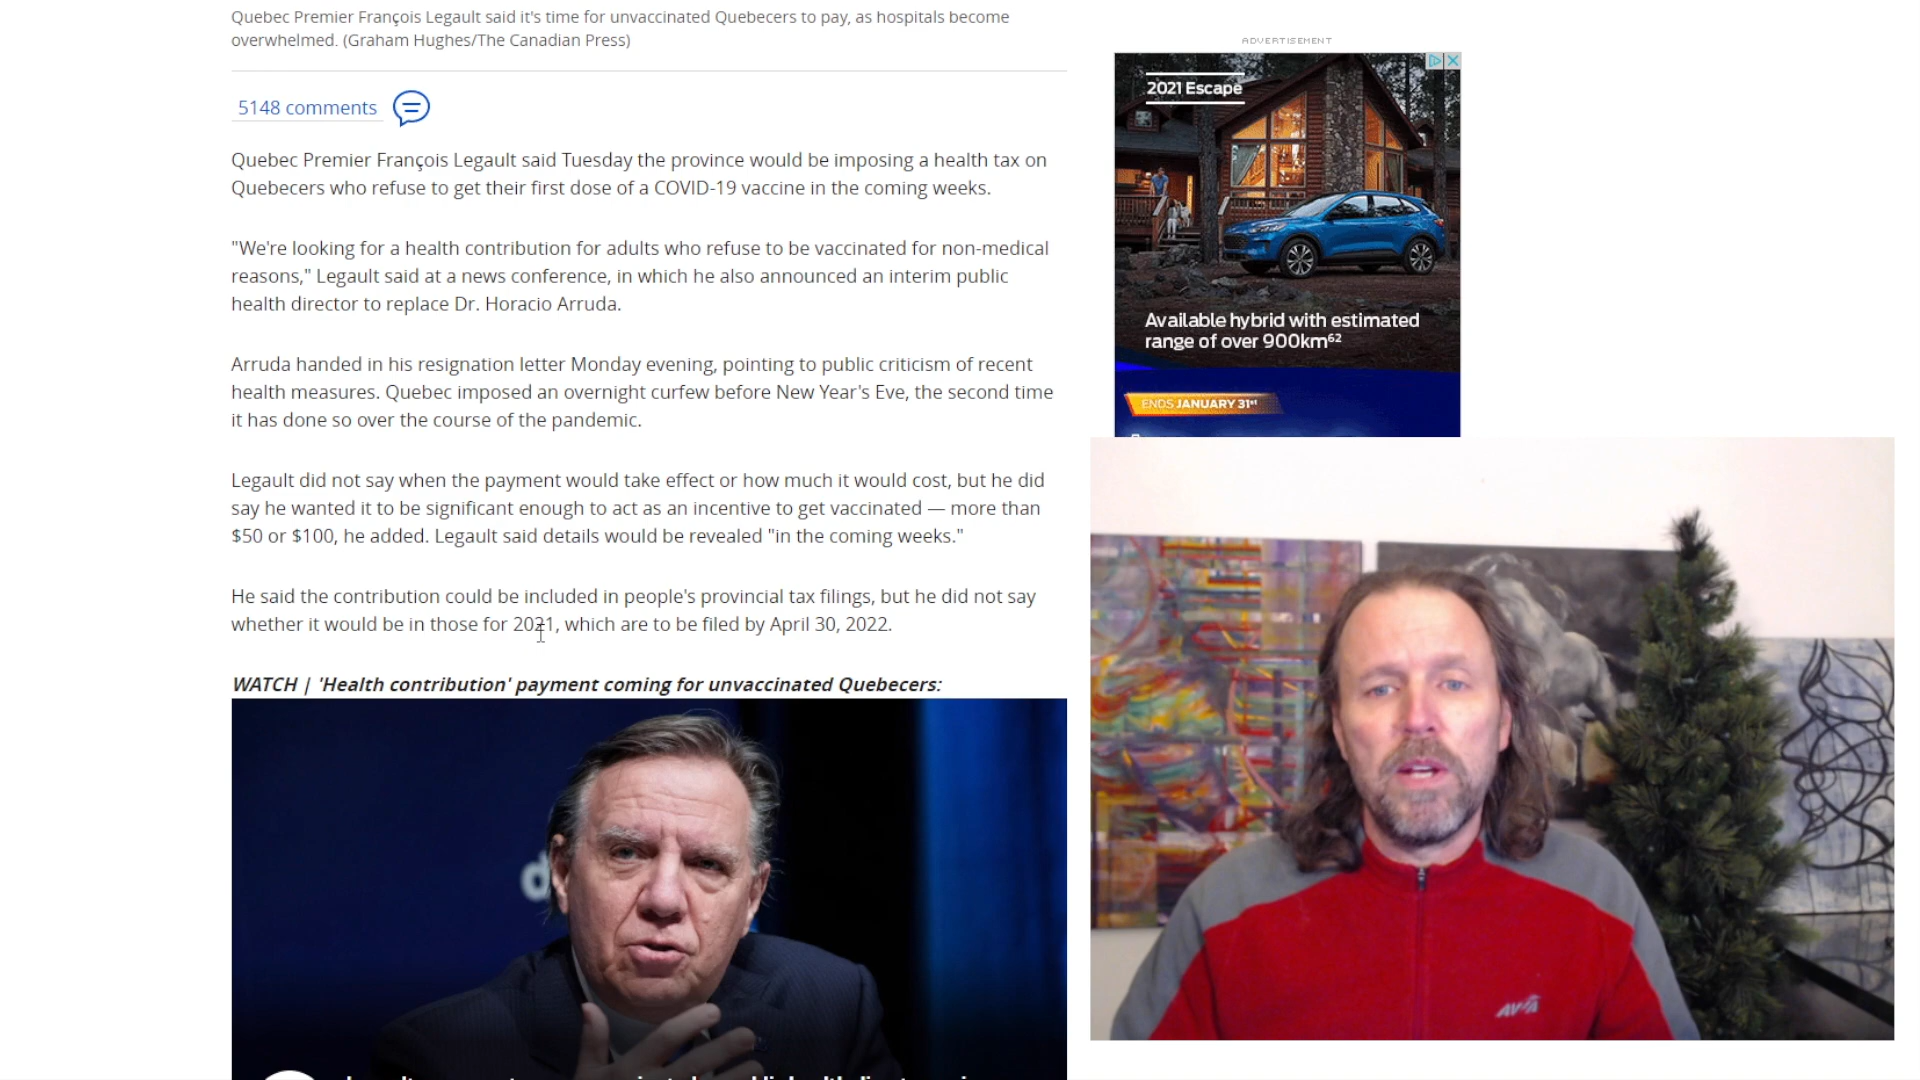 Quebec Premier François Legault said it's time for unvaccinated Quebecers to pay, as hospitals become
overwhelmed. (Graham Hughes/The Canadian Press)
5148 comments
Quebec Premier François Legault said Tuesday the province would be imposing a health tax on
Quebecers who refuse to get their first dose of a COVID-19 vaccine in the coming weeks.
"We're looking for a health contribution for adults who refuse to be vaccinated for non-medical
reasons," Legault said at a news conference, in which he also announced an interim public
health director to replace Dr. Horacio Arruda.
Arruda handed in his resignation letter Monday evening, pointing to public criticism of recent
health measures. Quebec imposed an overnight curfew before New Year's Eve, the second time
it has done so over the course of the pandemic.
Legault did not say when the payment would take effect or how much it would cost, but he did
say he wanted it to be significant enough to act as an incentive to get vaccinated — more than
$50 or $100, he added. Legault said details would be revealed "in the coming weeks."
He said the contribution could be included in people's provincial tax filings, but he did not say
whether it would be in those for 2021, which are to be filed by April 30, 2022.
WATCH | 'Health contribution' payment coming for unvaccinated Quebecers:
ADVERTISEMENT
2021 Escape
Available hybrid with estimated
range of over 900km⁶²
ENDS JANUARY 31ˢᵗ
AVIA